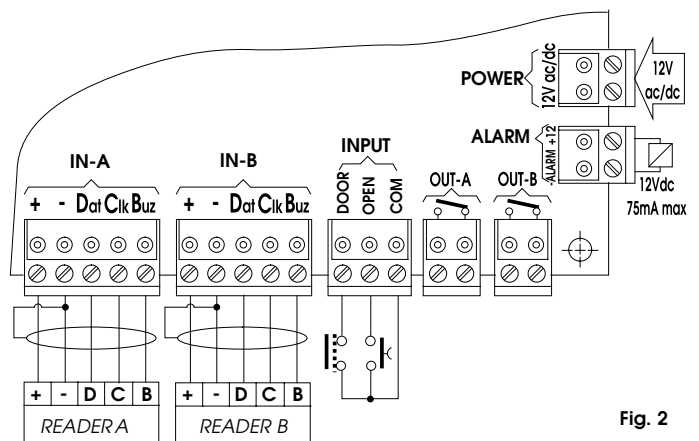 POWER
12V ac/dc
12V
ac/dc
ALARM
-ALARM +12
12Vdc
75mA max
IN-A
+ - Dat Clk Buz
IN-B
+ - Dat Clk Buz
INPUT
DOOR
OPEN
COM
OUT-A
OUT-B
+ - D C B
READER A
+ - D C B
READER B
Fig. 2